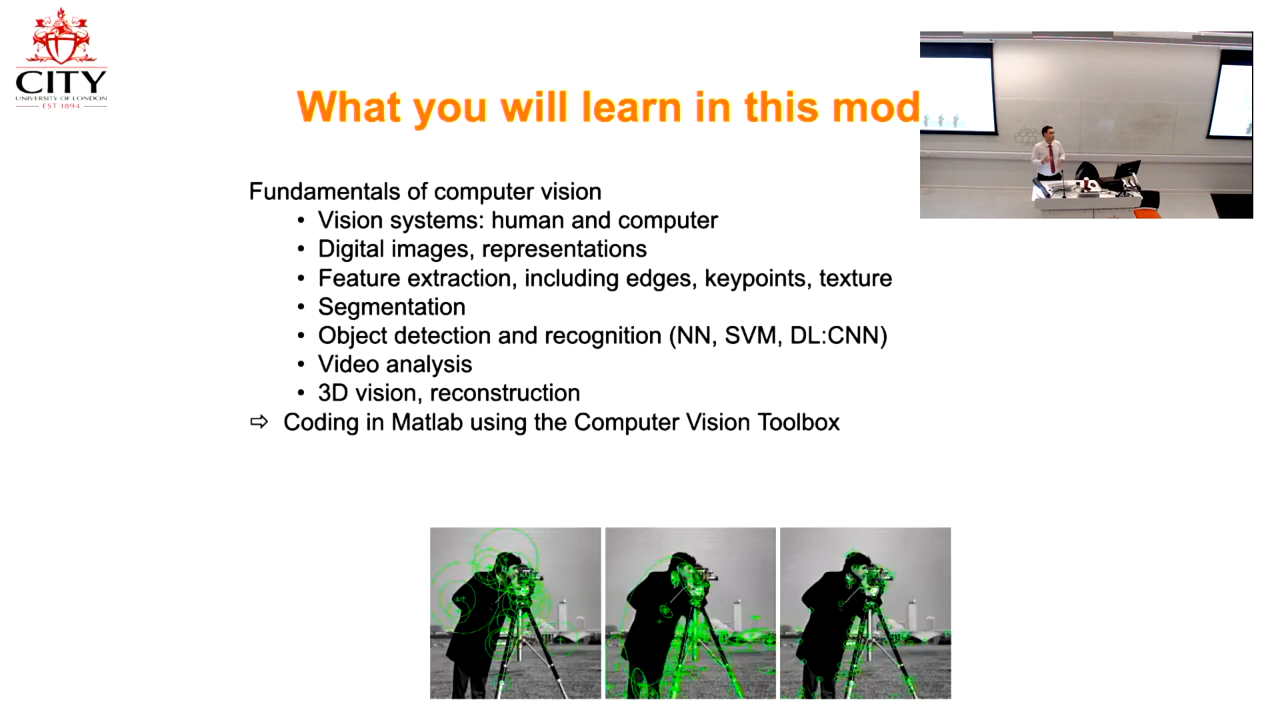 CITY
UNIVERSITY OF LONDON
EST 1894
What you will learn in this mod
Fundamentals of computer vision
• Vision systems: human and computer
• Digital images, representations
• Feature extraction, including edges, keypoints, texture
• Segmentation
• Object detection and recognition (NN, SVM, DL:CNN)
• Video analysis
• 3D vision, reconstruction
⇨ Coding in Matlab using the Computer Vision Toolbox